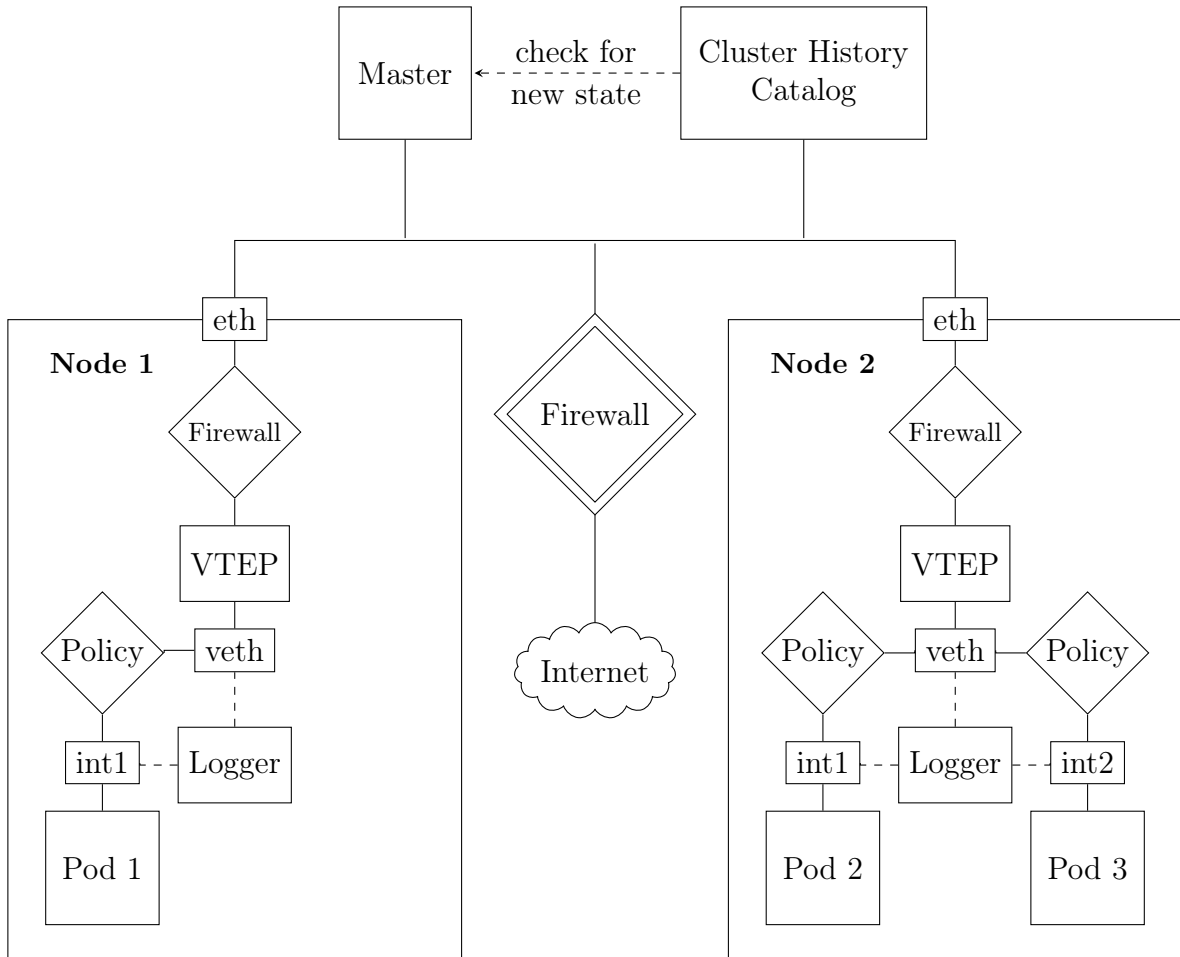 Master
check for
new state
Cluster History
Catalog
eth
Node 1
Firewall
VTEP
Policy
veth
int1
Logger
Pod 1
Firewall
Internet
eth
Node 2
Firewall
VTEP
Policy
veth
Policy
int1
Logger
int2
Pod 2
Pod 3